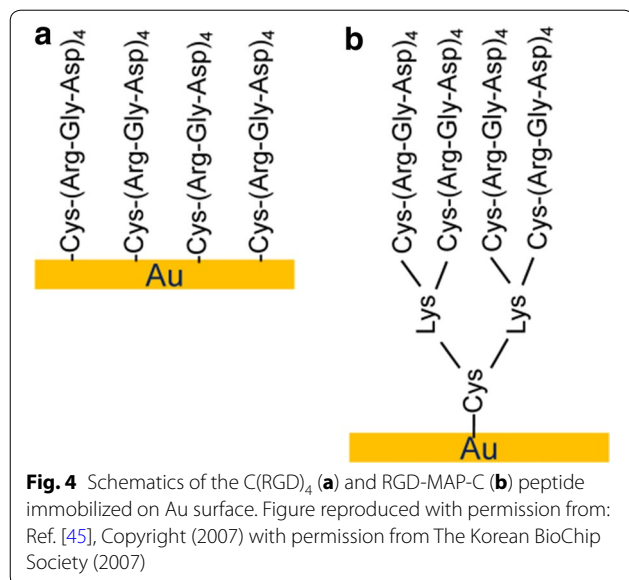 a
-Cys-(Arg-Gly-Asp)4
-Cys-(Arg-Gly-Asp)4
-Cys-(Arg-Gly-Asp)4
-Cys-(Arg-Gly-Asp)4
Au
b
Cys-(Arg-Gly-Asp)4
Cys-(Arg-Gly-Asp)4
Cys-(Arg-Gly-Asp)4
Cys-(Arg-Gly-Asp)4
Lys
Lys
Cys
Au
Fig. 4 Schematics of the C(RGD)4 (a) and RGD-MAP-C (b) peptide
immobilized on Au surface. Figure reproduced with permission from:
Ref. [45], Copyright (2007) with permission from The Korean BioChip
Society (2007)